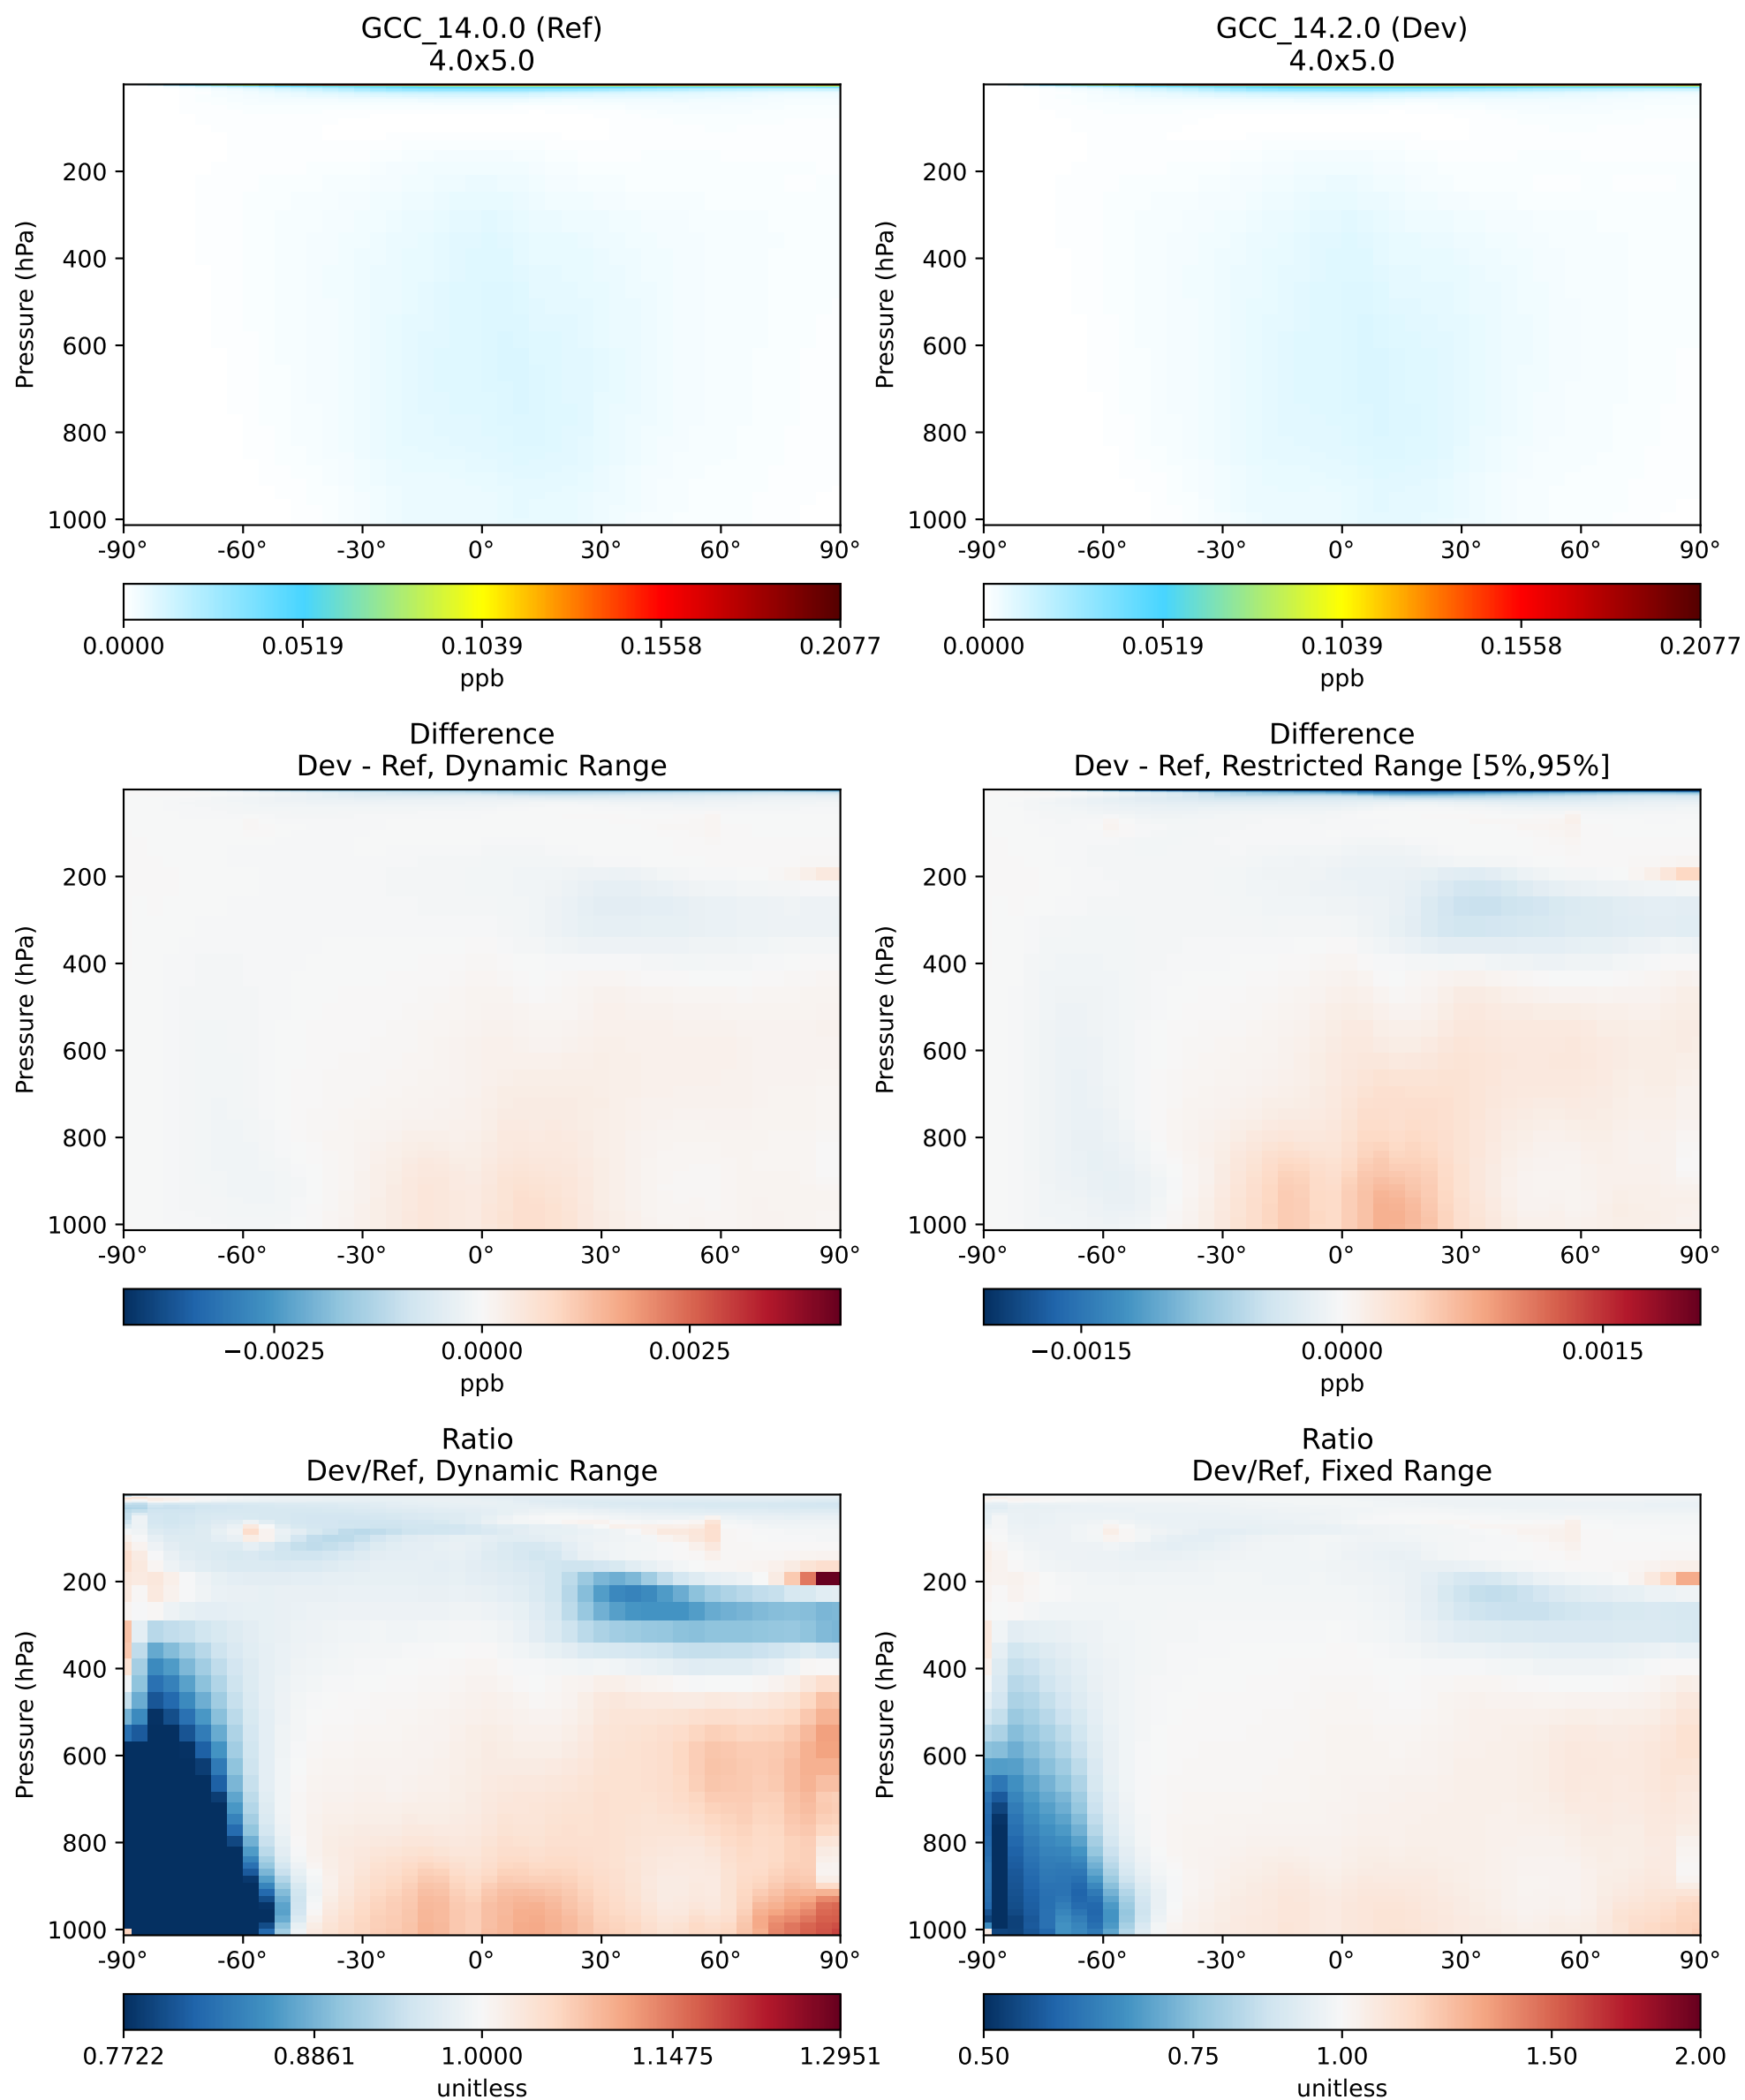 GCC_14.0.0 (Ref)
4.0x5.0
Pressure (hPa)
200
400
600
800
1000
-90° -60° -30° 0° 30° 60° 90°
0.0000 0.0519 0.1039 0.1558 0.2077
ppb
GCC_14.2.0 (Dev)
4.0x5.0
Pressure (hPa)
200
400
600
800
1000
-90° -60° -30° 0° 30° 60° 90°
0.0000 0.0519 0.1039 0.1558 0.2077
ppb
Difference
Dev - Ref, Dynamic Range
Pressure (hPa)
200
400
600
800
1000
-90° -60° -30° 0° 30° 60° 90°
−0.0025 0.0000 0.0025
ppb
Difference
Dev - Ref, Restricted Range [5%,95%]
Pressure (hPa)
200
400
600
800
1000
-90° -60° -30° 0° 30° 60° 90°
−0.0015 0.0000 0.0015
ppb
Ratio
Dev/Ref, Dynamic Range
Pressure (hPa)
200
400
600
800
1000
-90° -60° -30° 0° 30° 60° 90°
0.7722 0.8861 1.0000 1.1475 1.2951
unitless
Ratio
Dev/Ref, Fixed Range
Pressure (hPa)
200
400
600
800
1000
-90° -60° -30° 0° 30° 60° 90°
0.50 0.75 1.00 1.50 2.00
unitless